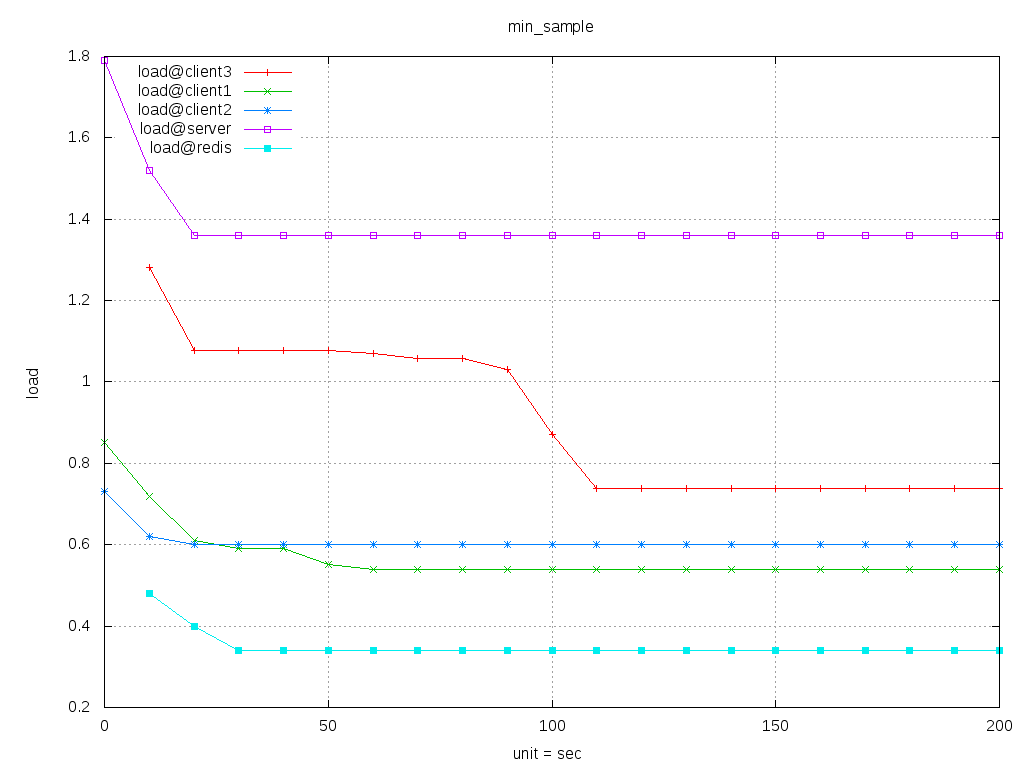 min_sample
load@client3
load@client1
load@client2
load@server
load@redis
1.8
1.6
1.4
1.2
1
0.8
0.6
0.4
0.2
load
0 50 100 150 200
unit = sec